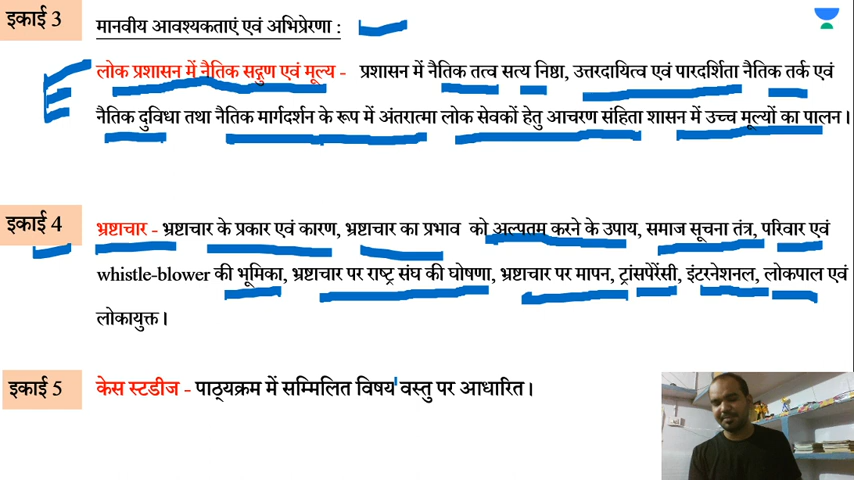 इकाई 3
मानवीय आवश्यकताएं एवं अभिप्रेरणा :
लोक प्रशासन में नैतिक सद्गुण एवं मूल्य - प्रशासन में नैतिक तत्व सत्य निष्ठा, उत्तरदायित्व एवं पारदर्शिता नैतिक तर्क एवं
नैतिक दुविधा तथा नैतिक मार्गदर्शन के रूप में अंतरात्मा लोक सेवकों हेतु आचरण संहिता शासन में उच्च मूल्यों का पालन।
इकाई 4
भ्रष्टाचार - भ्रष्टाचार के प्रकार एवं कारण, भ्रष्टाचार का प्रभाव को अल्पतम करने के उपाय, समाज सूचना तंत्र, परिवार एवं
whistle-blower की भूमिका, भ्रष्टाचार पर राष्ट्र संघ की घोषणा, भ्रष्टाचार पर मापन, ट्रांसपेरेंसी, इंटरनेशनल, लोकपाल एवं
लोकायुक्त।
इकाई 5
केस स्टडीज - पाठ्यक्रम में सम्मिलित विषय वस्तु पर आधारित।